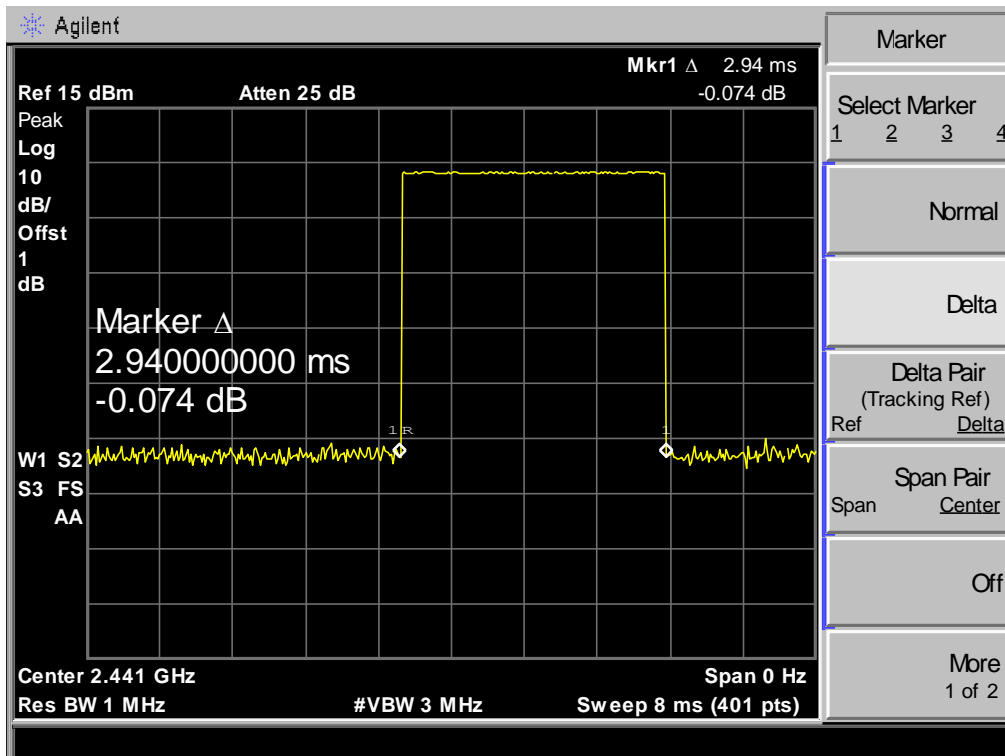 Agilent
Marker
Mkr1 Δ 2.94 ms
Ref 15 dBm Atten 25 dB -0.074 dB
Peak
Log
10
dB/
Offst
1
dB
Marker Δ
2.940000000 ms
-0.074 dB
1R
1
W1 S2
S3 FS
AA
Center 2.441 GHz Span 0 Hz
Res BW 1 MHz #VBW 3 MHz Sweep 8 ms (401 pts)
Select Marker
1 2 3 4
Normal
Delta
Delta Pair
(Tracking Ref)
Ref Delta
Span Pair
Span Center
Off
More
1 of 2